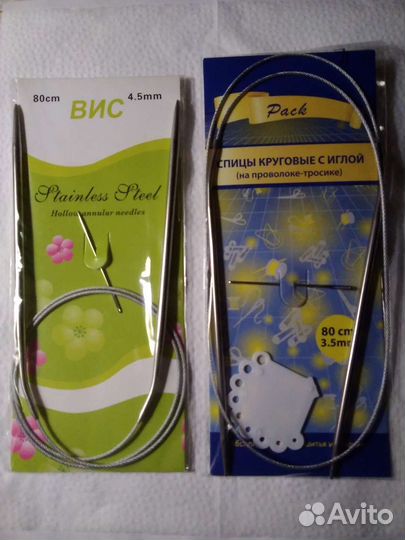 80cm
4.5mm
ВИС
Stainless Steel
Hollow annular needles
Pack
СПИЦЫ КРУГОВЫЕ С ИГЛОЙ
(на проволоке-тросике)
80 cm
3.5mm
Avito